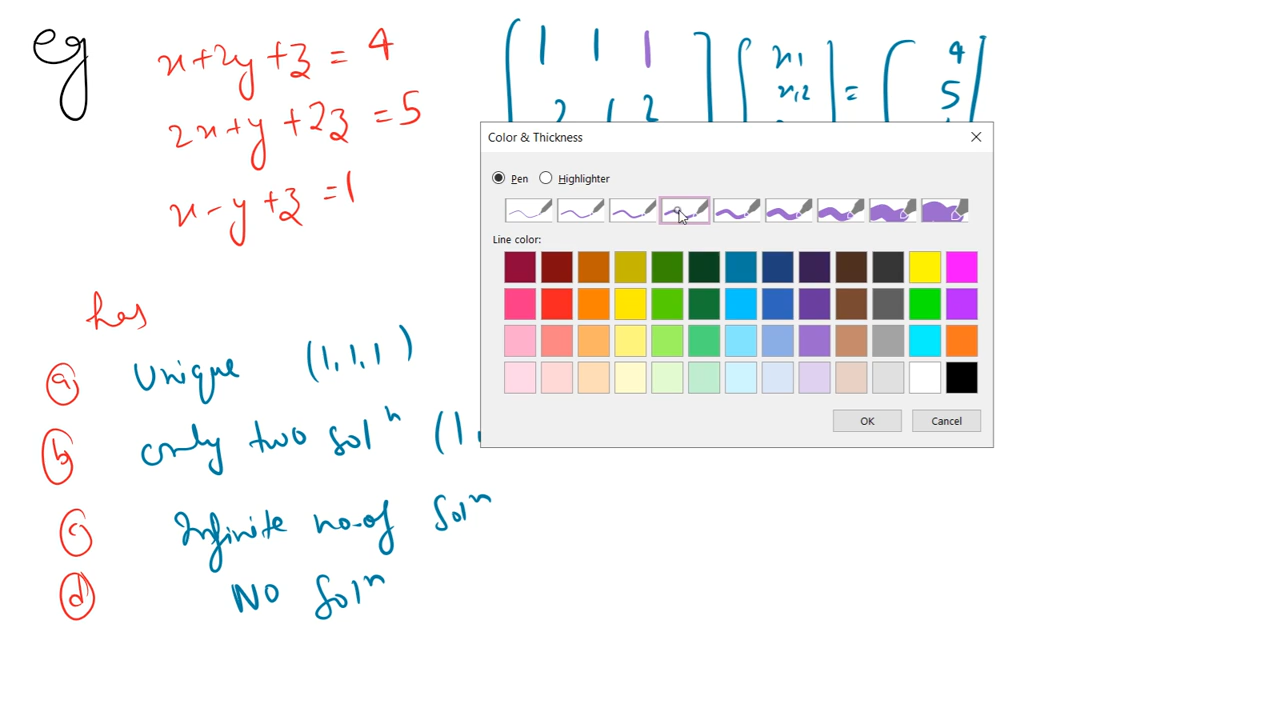 eg
x+2y+z = 4
2x+y+2z = 5
x-y+z = 1
1 1 1 x1 4
2 1 2 x2 = 5
Color & Thickness
Pen Highlighter
Line color:
OK Cancel
has
a Unique (1,1,1)
b only two solⁿ (1,
c Infinite no. of Solⁿ
d NO Solⁿ